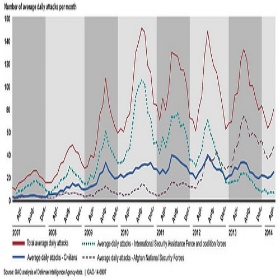 Number of average daily attacks per month
160
140
120
100
80
60
40
20
0
2007 2008 2009 2010 2011 2012 2013 2014
Total average daily attacks
Average daily attacks - International Security Assistance Force and coalition forces
Average daily attacks - Civilians
Average daily attacks - Afghan National Security Forces
Source: GAO analysis of Defense Intelligence Agency data. | GAO-14-680T